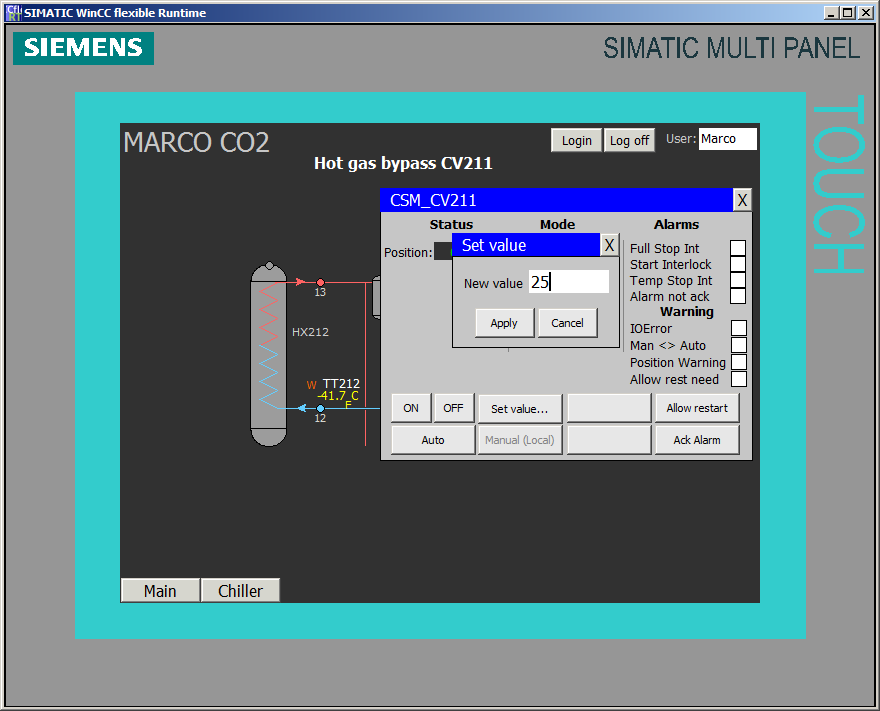 SIMATIC WinCC flexible Runtime
SIEMENS
SIMATIC MULTI PANEL
TOUCH
MARCO CO2
Login
Log off
User:
Marco
Hot gas bypass CV211
CSM_CV211
X
Status
Mode
Alarms
Position:
Set value
X
New value
25
Apply
Cancel
Full Stop Int
Start Interlock
Temp Stop Int
Alarm not ack
Warning
IOError
Man <> Auto
Position Warning
Allow rest need
13
HX212
W
TT212
-41.7 C
F
12
ON
OFF
Set value...
Allow restart
Auto
Manual (Local)
Ack Alarm
Main
Chiller